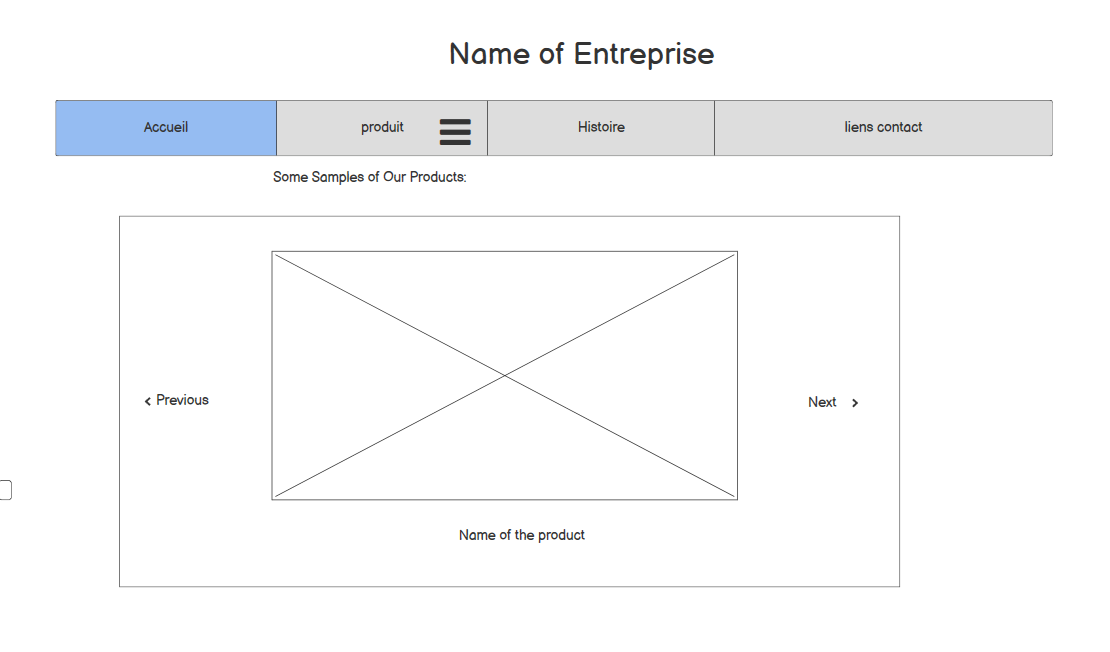 Name of Entreprise
Accueil
produit
Histoire
liens contact
Some Samples of Our Products:
Previous
Next
Name of the product